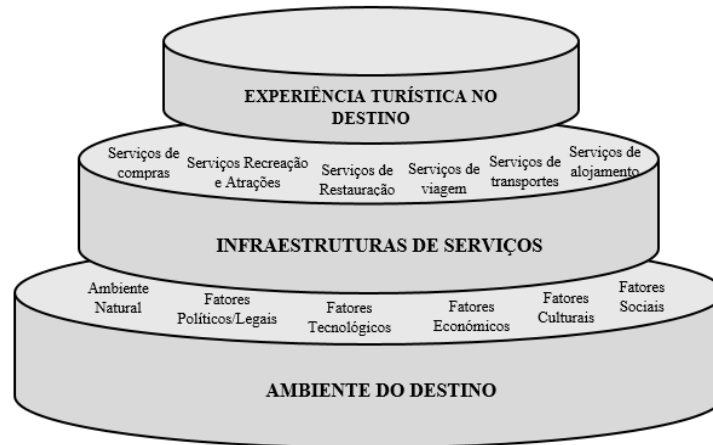 EXPERIÊNCIA TURÍSTICA NO
DESTINO
Serviços de
compras
Serviços Recreação
e Atrações
Serviços de
Restauração
Serviços de
viagem
Serviços de
transportes
Serviços de
alojamento
INFRAESTRUTURAS DE SERVIÇOS
Ambiente
Natural
Fatores
Políticos/Legais
Fatores
Tecnológicos
Fatores
Económicos
Fatores
Culturais
Fatores
Sociais
AMBIENTE DO DESTINO